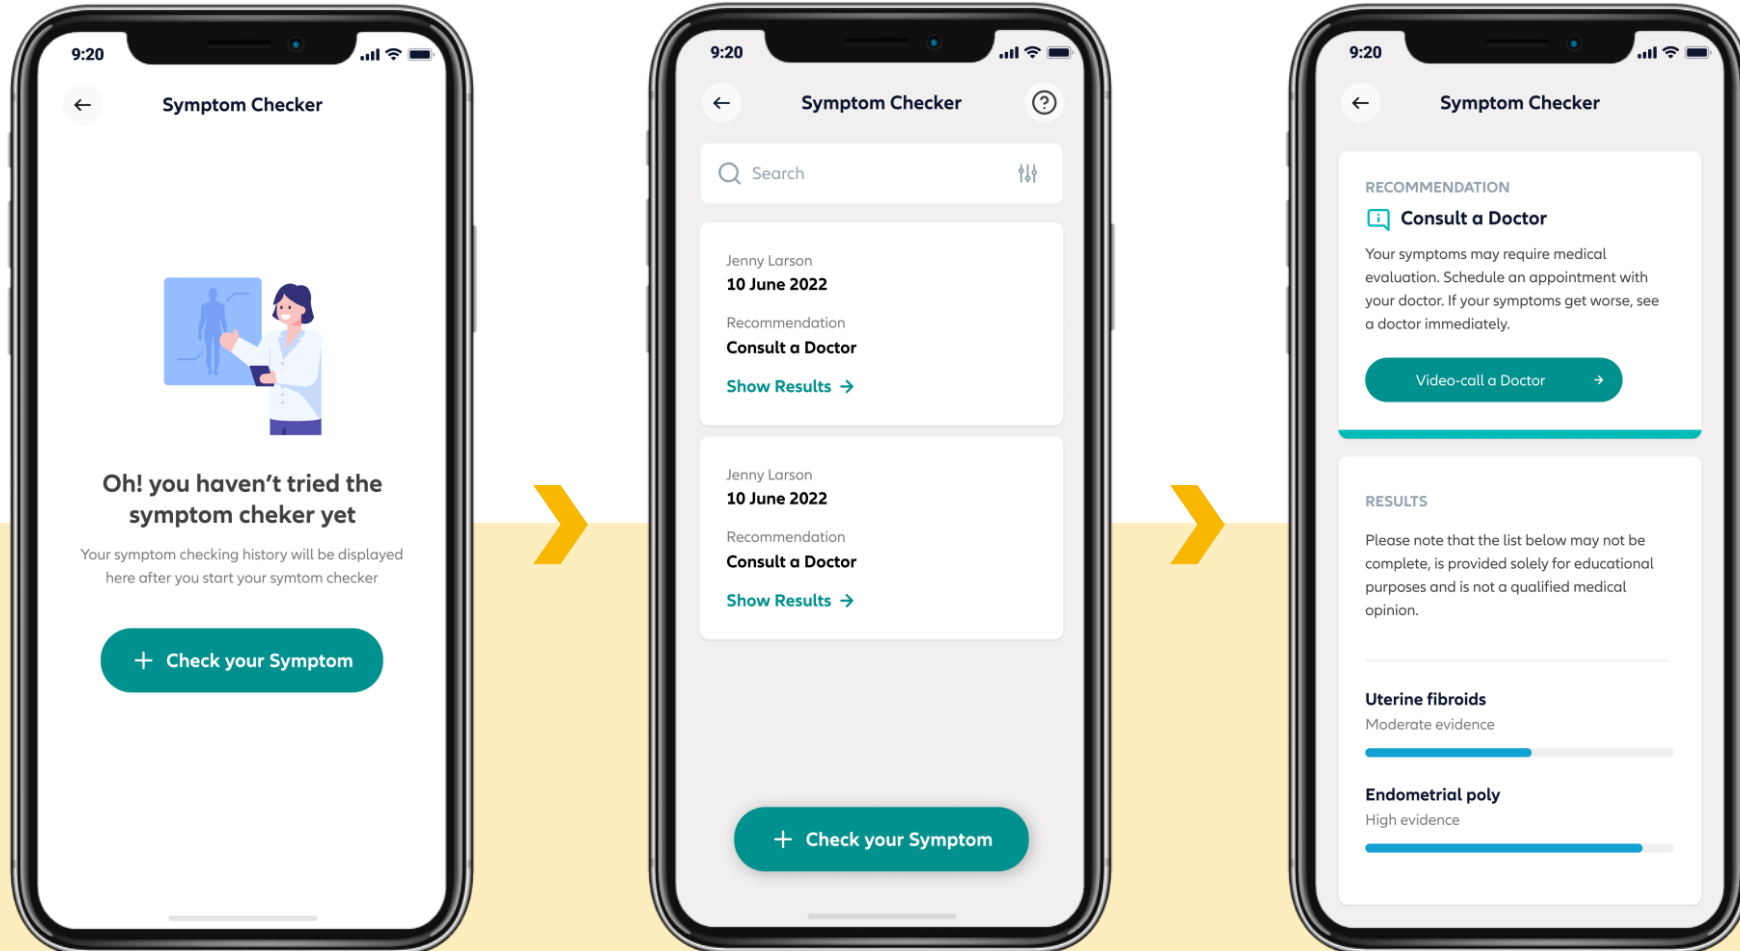 9:20
Symptom Checker
Oh! you haven't tried the
symptom cheker yet
Your symptom checking history will be displayed
here after you start your symtom checker
+ Check your Symptom
9:20
Symptom Checker
?
Search
Jenny Larson
10 June 2022
Recommendation
Consult a Doctor
Show Results →
Jenny Larson
10 June 2022
Recommendation
Consult a Doctor
Show Results →
+ Check your Symptom
9:20
Symptom Checker
RECOMMENDATION
Consult a Doctor
Your symptoms may require medical
evaluation. Schedule an appointment with
your doctor. If your symptoms get worse, see
a doctor immediately.
Video-call a Doctor →
RESULTS
Please note that the list below may not be
complete, is provided solely for educational
purposes and is not a qualified medical
opinion.
Uterine fibroids
Moderate evidence
Endometrial poly
High evidence